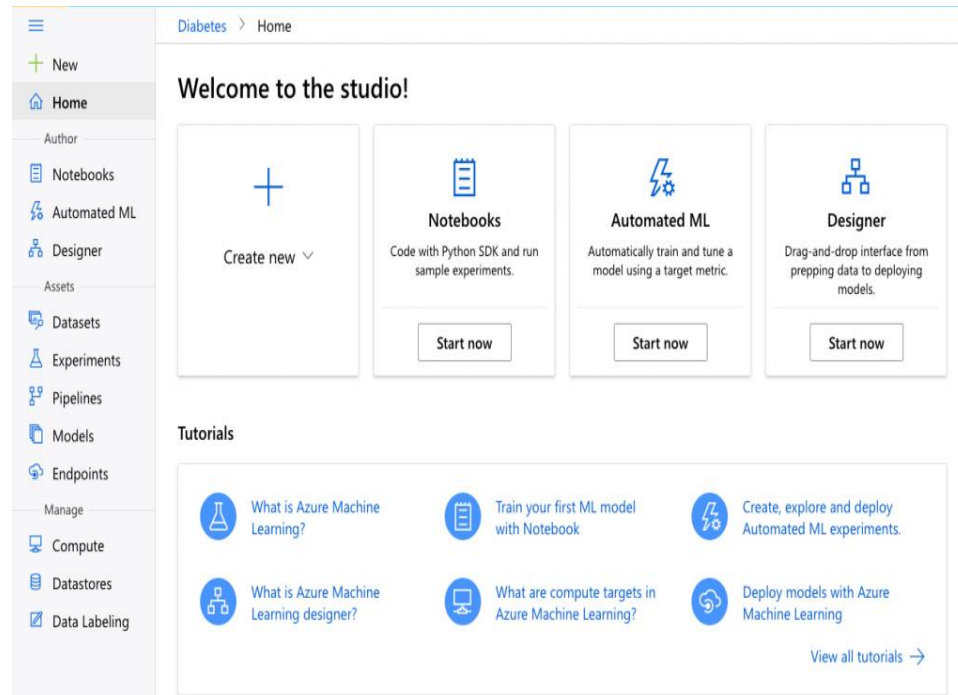 Diabetes > Home
New
Home
Author
Notebooks
Automated ML
Designer
Assets
Datasets
Experiments
Pipelines
Models
Endpoints
Manage
Compute
Datastores
Data Labeling
Welcome to the studio!
Create new
Notebooks
Code with Python SDK and run
sample experiments.
Start now
Automated ML
Automatically train and tune a
model using a target metric.
Start now
Designer
Drag-and-drop interface from
prepping data to deploying
models.
Start now
Tutorials
What is Azure Machine
Learning?
Train your first ML model
with Notebook
Create, explore and deploy
Automated ML experiments.
What is Azure Machine
Learning designer?
What are compute targets in
Azure Machine Learning?
Deploy models with Azure
Machine Learning
View all tutorials